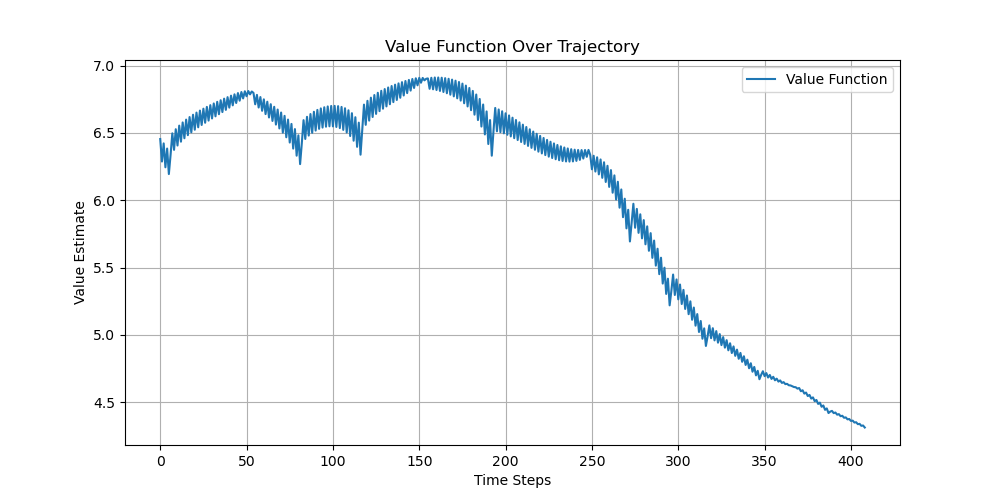 Value Function Over Trajectory
Value Function
7.0
6.5
6.0
5.5
5.0
4.5
Value Estimate
0 50 100 150 200 250 300 350 400
Time Steps